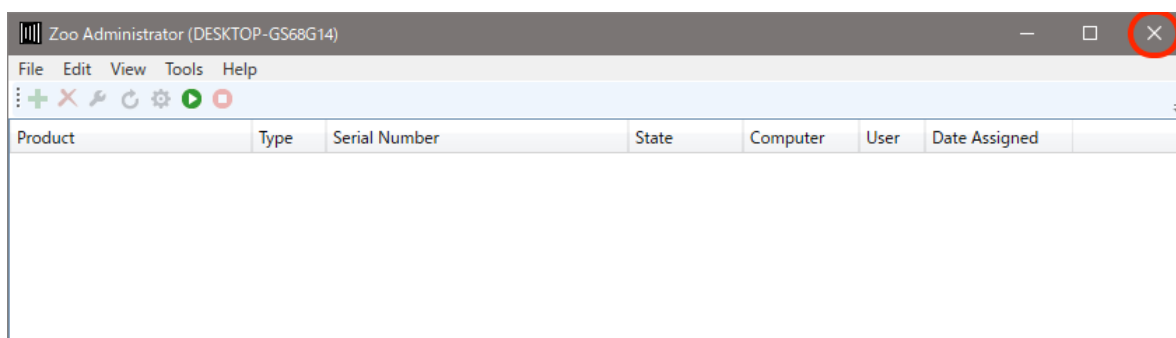 Zoo Administrator (DESKTOP-GS68G14)
File Edit View Tools Help
Product Type Serial Number State Computer User Date Assigned